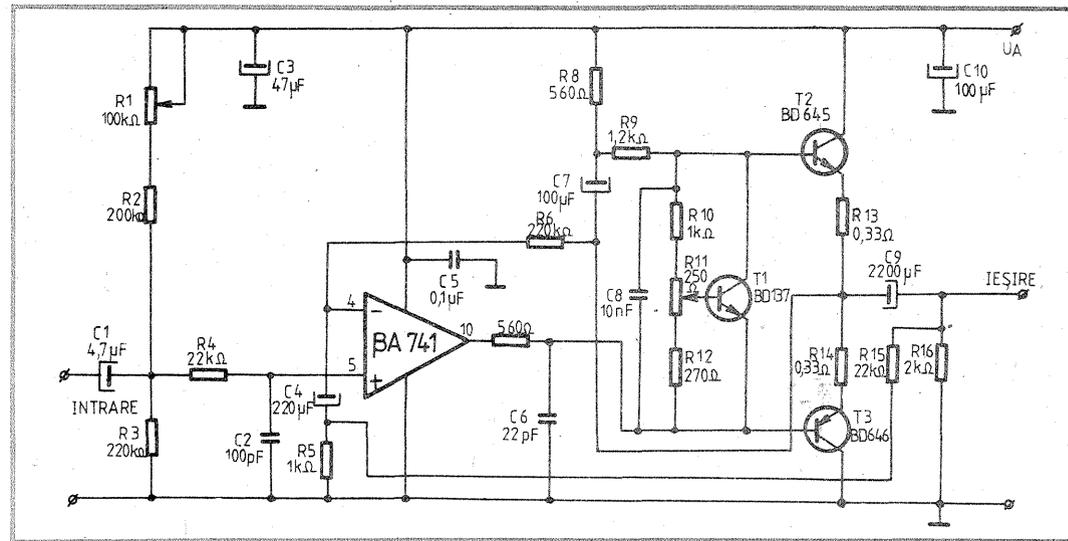 UA
C3
47µF
C10
100µF
R1
100kΩ
R8
560Ω
T2
BD645
R9
1,2kΩ
C7
100µF
R2
200kΩ
R6
220kΩ
R10
1kΩ
R13
0,33Ω
C5
0,1µF
R11
250
Ω
T1
BD137
C9
2200µF
IEŞIRE
C8
10nF
4
−
βA 741
10
560Ω
C1
4,7µF
R4
22kΩ
5
+
R12
270Ω
R14
0,33Ω
R15
22kΩ
R16
2kΩ
INTRARE
C4
220µF
C6
22pF
T3
BD646
R3
220kΩ
C2
100pF
R5
1kΩ